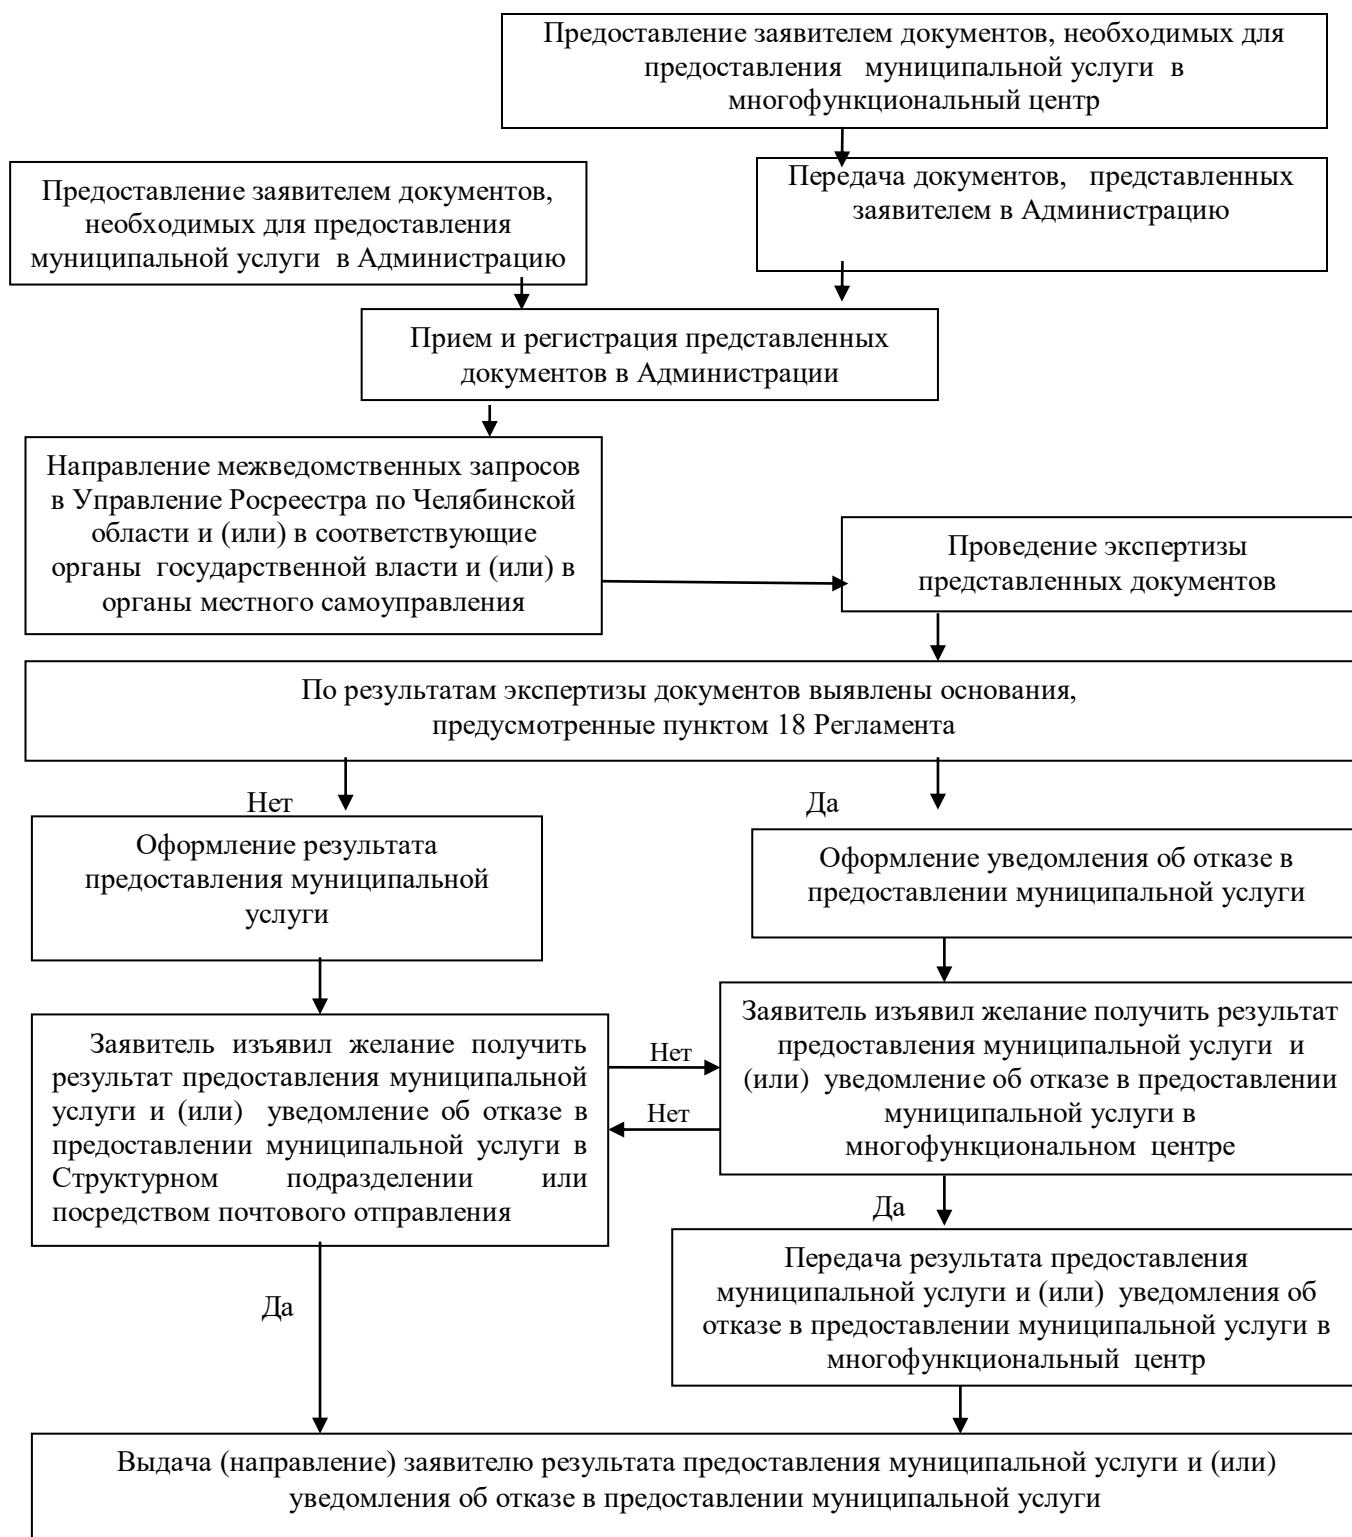 Предоставление заявителем документов, необходимых для
предоставления муниципальной услуги в
многофункциональный центр
Предоставление заявителем документов,
необходимых для предоставления
муниципальной услуги в Администрацию
Передача документов, представленных
заявителем в Администрацию
Прием и регистрация представленных
документов в Администрации
Направление межведомственных запросов
в Управление Росреестра по Челябинской
области и (или) в соответствующие
органы государственной власти и (или) в
органы местного самоуправления
Проведение экспертизы
представленных документов
По результатам экспертизы документов выявлены основания,
предусмотренные пунктом 18 Регламента
Нет
Да
Оформление результата
предоставления муниципальной
услуги
Оформление уведомления об отказе в
предоставлении муниципальной услуги
Заявитель изъявил желание получить
результат предоставления муниципальной
услуги и (или) уведомление об отказе в
предоставлении муниципальной услуги в
Структурном подразделении или
посредством почтового отправления
Нет
Нет
Заявитель изъявил желание получить результат
предоставления муниципальной услуги и
(или) уведомление об отказе в предоставлении
муниципальной услуги в
многофункциональном центре
Да
Передача результата предоставления
муниципальной услуги и (или) уведомления об
отказе в предоставлении муниципальной услуги в
многофункциональный центр
Да
Выдача (направление) заявителю результата предоставления муниципальной услуги и (или)
уведомления об отказе в предоставлении муниципальной услуги